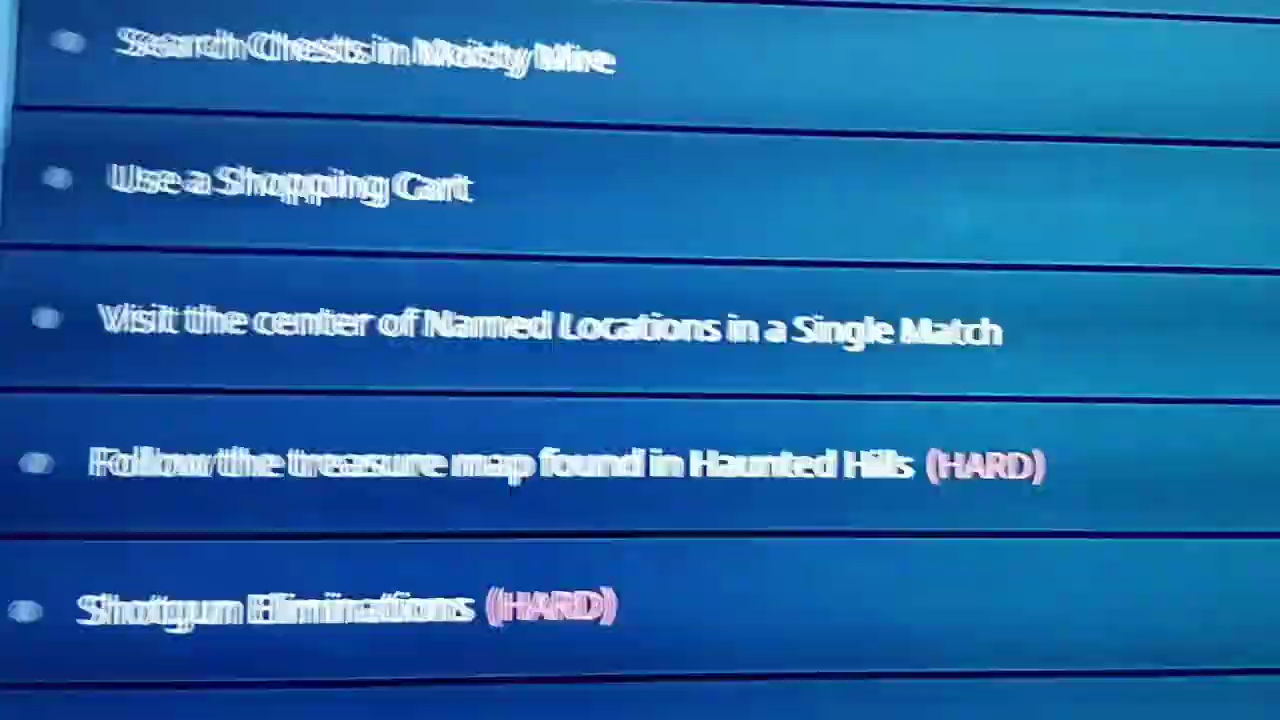 Search Chests in Moisty Mire
Use a Shopping Cart
Visit the center of Named Locations in a Single Match
Follow the treasure map found in Haunted Hills (HARD)
Shotgun Eliminations (HARD)